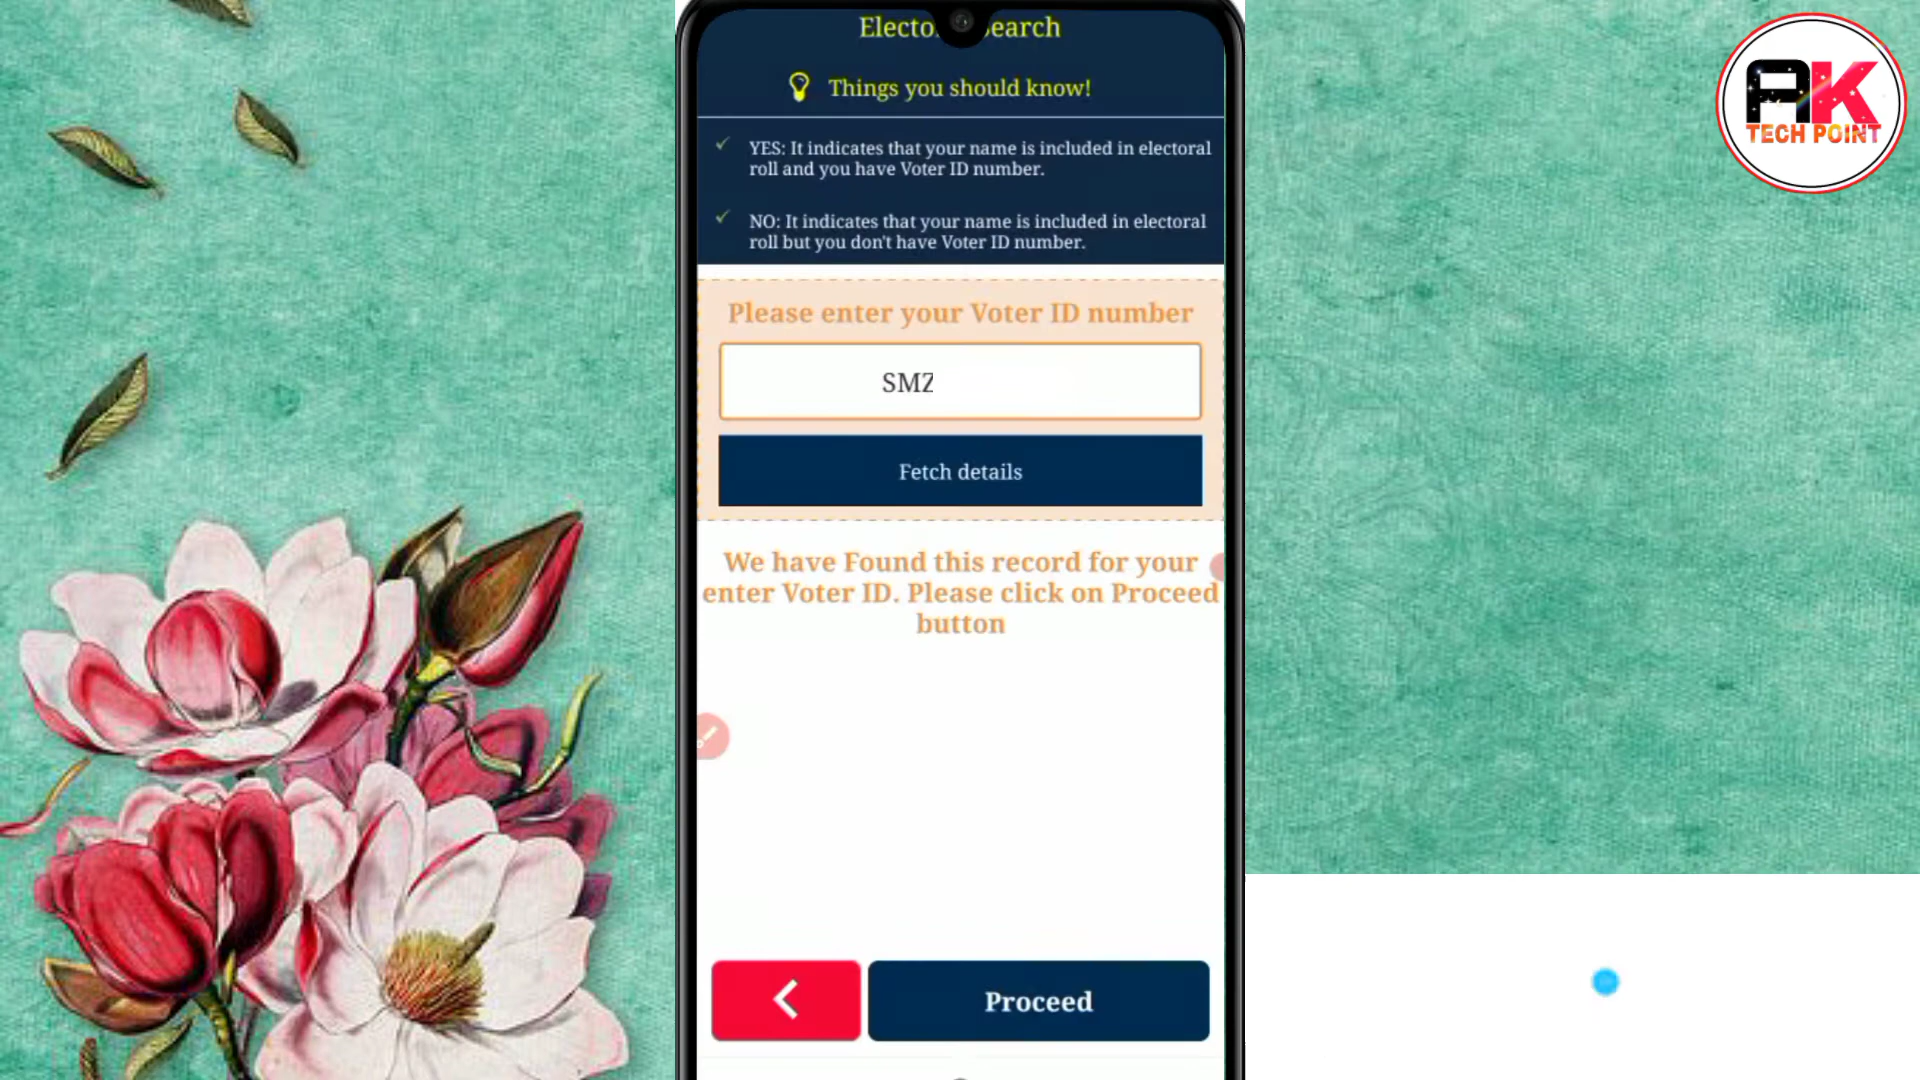 Things you should know!
YES: It indicates that your name is included in electoral
roll and you have Voter ID number.
NO: It indicates that your name is included in electoral
roll but you don't have Voter ID number.
Please enter your Voter ID number
SMZ
Fetch details
We have Found this record for your
enter Voter ID. Please click on Proceed
button
Proceed
AK
TECH POINT